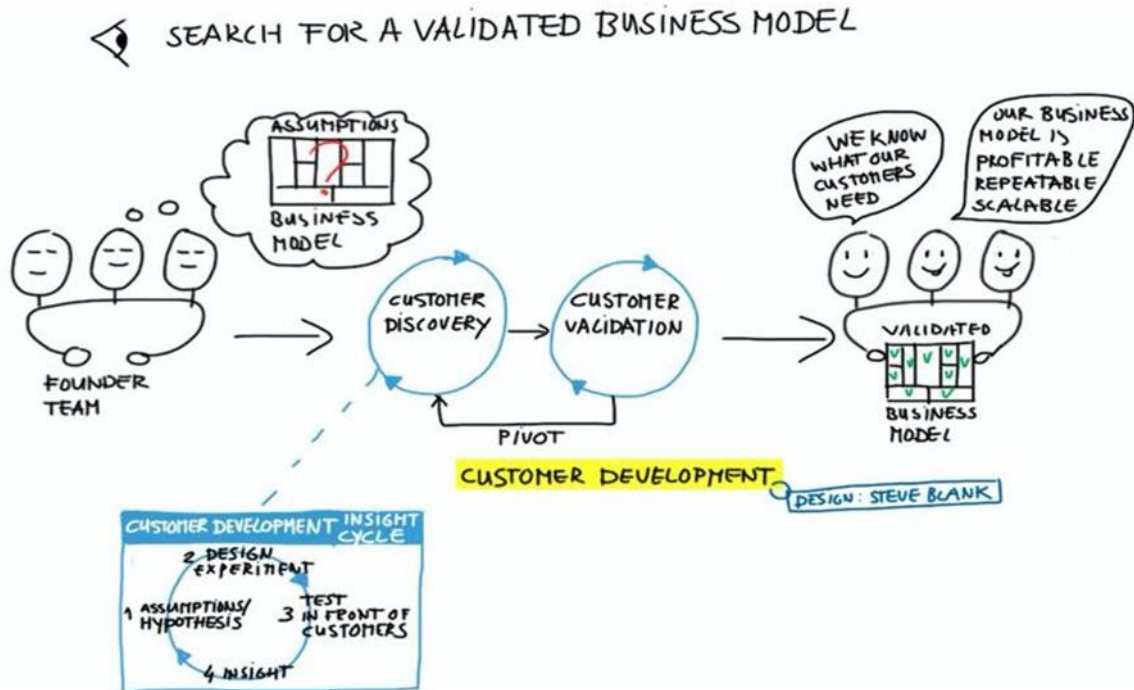 SEARCH FOR A VALIDATED BUSINESS MODEL
ASSUMPTIONS
?
BUSINESS
MODEL
FOUNDER
TEAM
CUSTOMER
DISCOVERY
CUSTOMER
VALIDATION
PIVOT
CUSTOMER DEVELOPMENT
DESIGN: STEVE BLANK
WE KNOW
WHAT OUR
CUSTOMERS
NEED
OUR BUSINESS
MODEL IS
PROFITABLE
REPEATABLE
SCALABLE
VALIDATED
BUSINESS
MODEL
CUSTOMER DEVELOPMENT INSIGHT
CYCLE
2 DESIGN
EXPERIMENT
1 ASSUMPTIONS/
HYPOTHESIS
3 TEST
IN FRONT OF
CUSTOMERS
4 INSIGHT